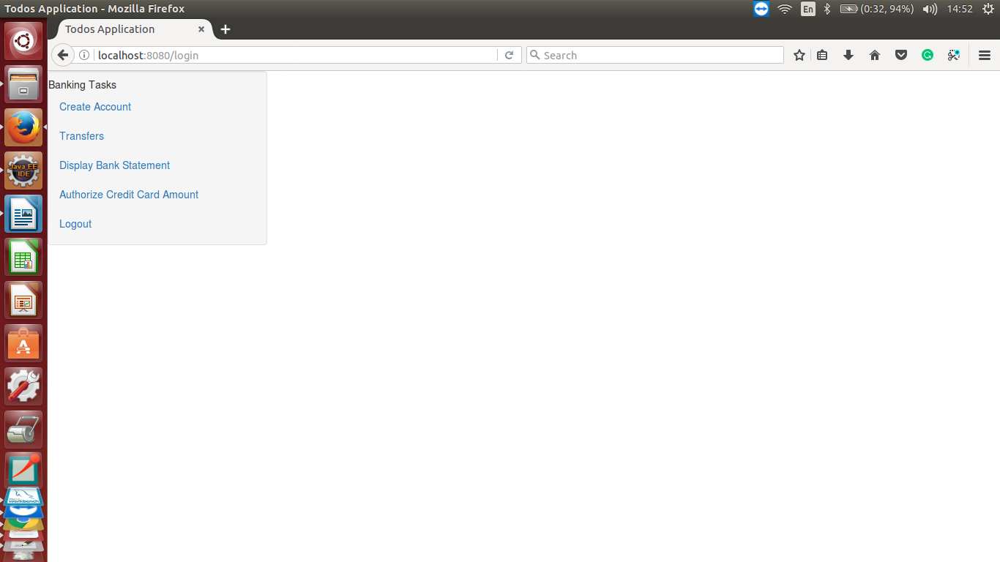 Todos Application - Mozilla Firefox
En
(0:32, 94%)
14:52
Todos Application
localhost:8080/login
Search
Banking Tasks
Create Account
Transfers
Display Bank Statement
Authorize Credit Card Amount
Logout
Java EE
IDE
Workbench